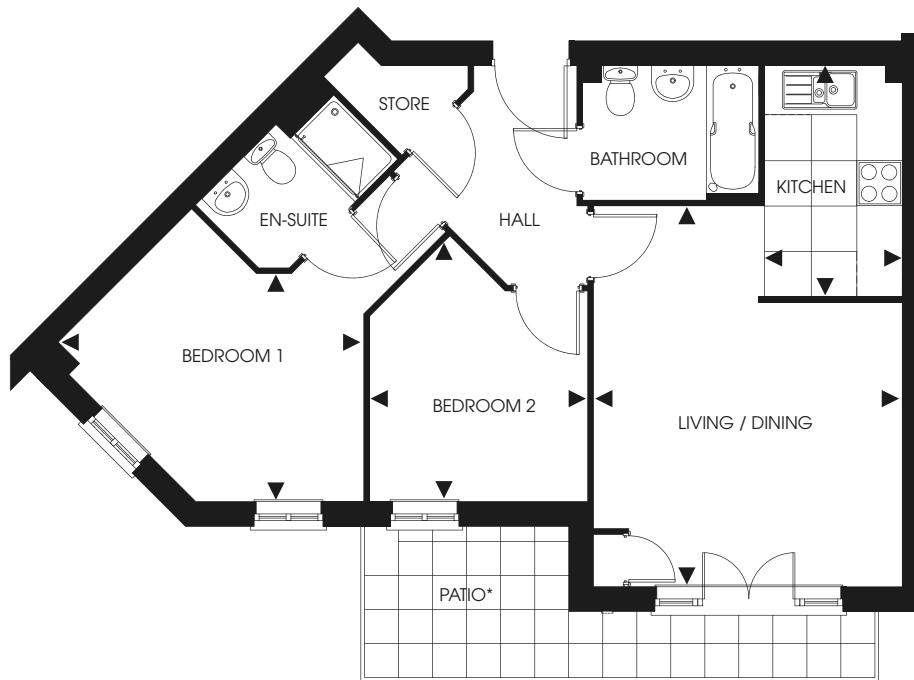 STORE
BATHROOM
KITCHEN
EN-SUITE
HALL
BEDROOM 1
BEDROOM 2
LIVING / DINING
PATIO*